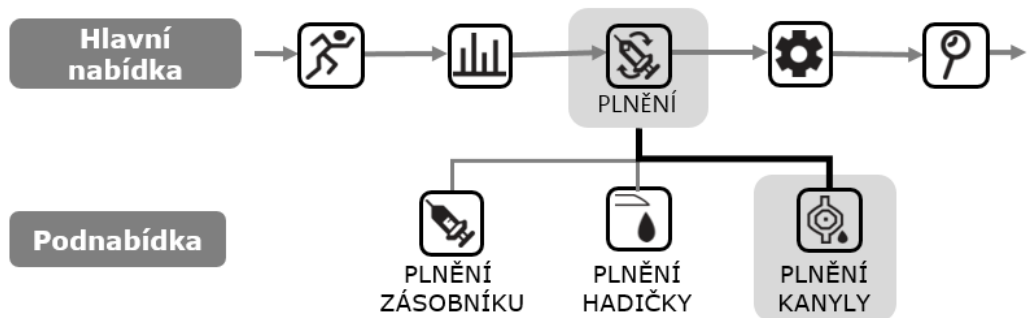 Hlavní
nabídka
PLNĚNÍ
Podnabídka
PLNĚNÍ
ZÁSOBNÍKU
PLNĚNÍ
HADIČKY
PLNĚNÍ
KANYLY